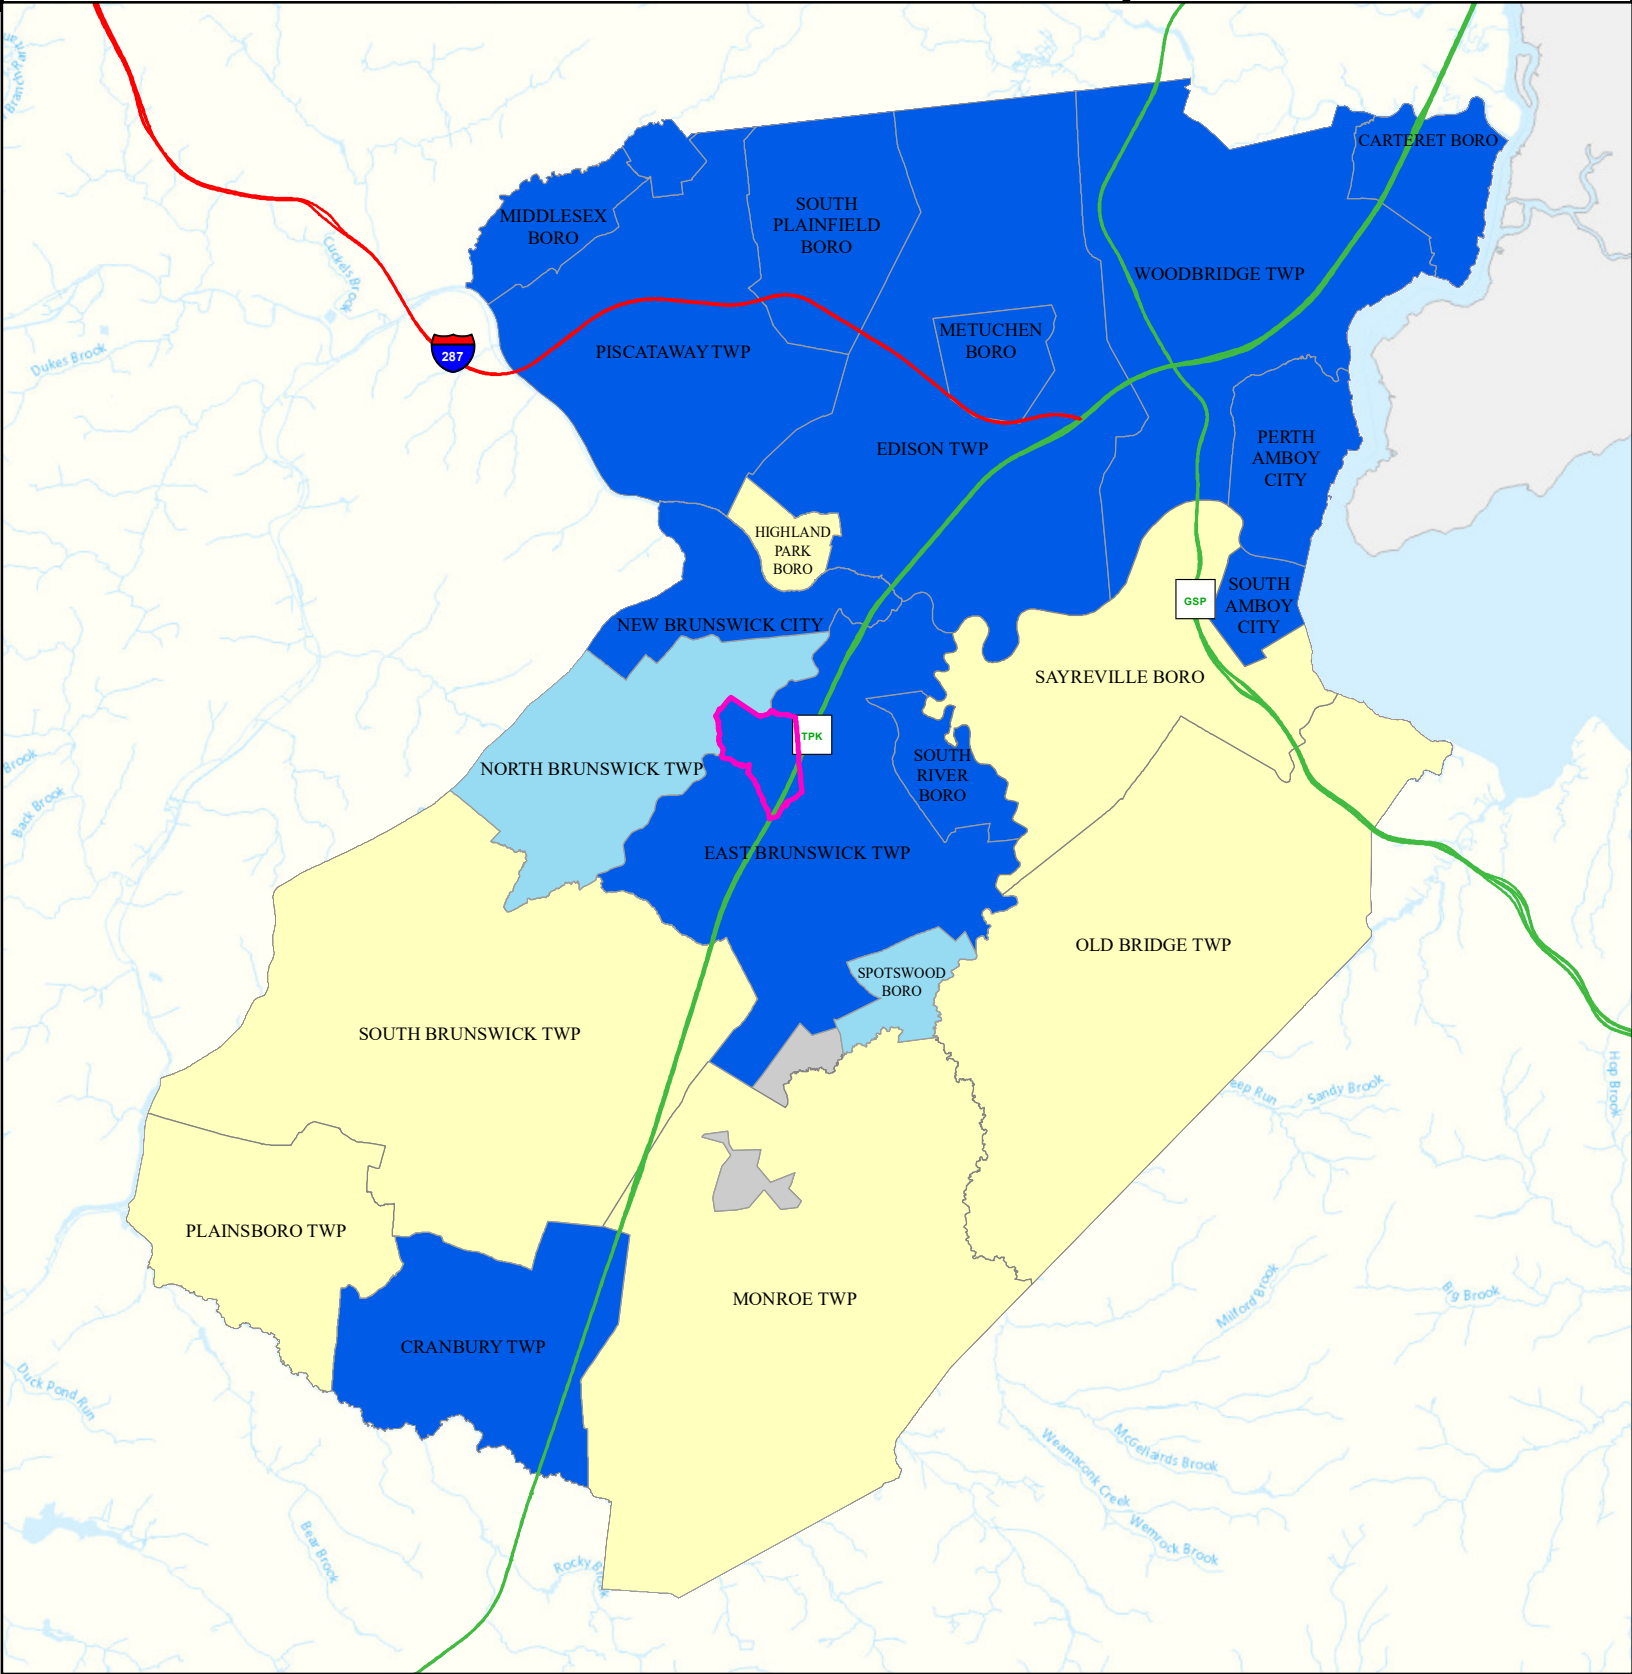 CARTERET BORO
MIDDLESEX
BORO
SOUTH
PLAINFIELD
BORO
WOODBRIDGE TWP
Cuckels Brook
METUCHEN
BORO
287
PISCATAWAY TWP
Dukes Brook
EDISON TWP
PERTH
AMBOY
CITY
HIGHLAND
PARK
BORO
SOUTH
AMBOY
CITY
GSP
NEW BRUNSWICK CITY
SAYREVILLE BORO
TPK
Brook
NORTH BRUNSWICK TWP
SOUTH
RIVER
BORO
Back Brook
EAST BRUNSWICK TWP
OLD BRIDGE TWP
SPOTSWOOD
BORO
SOUTH BRUNSWICK TWP
eep Run
Sandy Brook
Hop Brook
PLAINSBORO TWP
MONROE TWP
Milford Brook
Big Brook
CRANBURY TWP
Duck Pond Run
McGellairds Brook
Weamaconk Creek
Wemrock Brook
Bear Brook
Rocky Brook